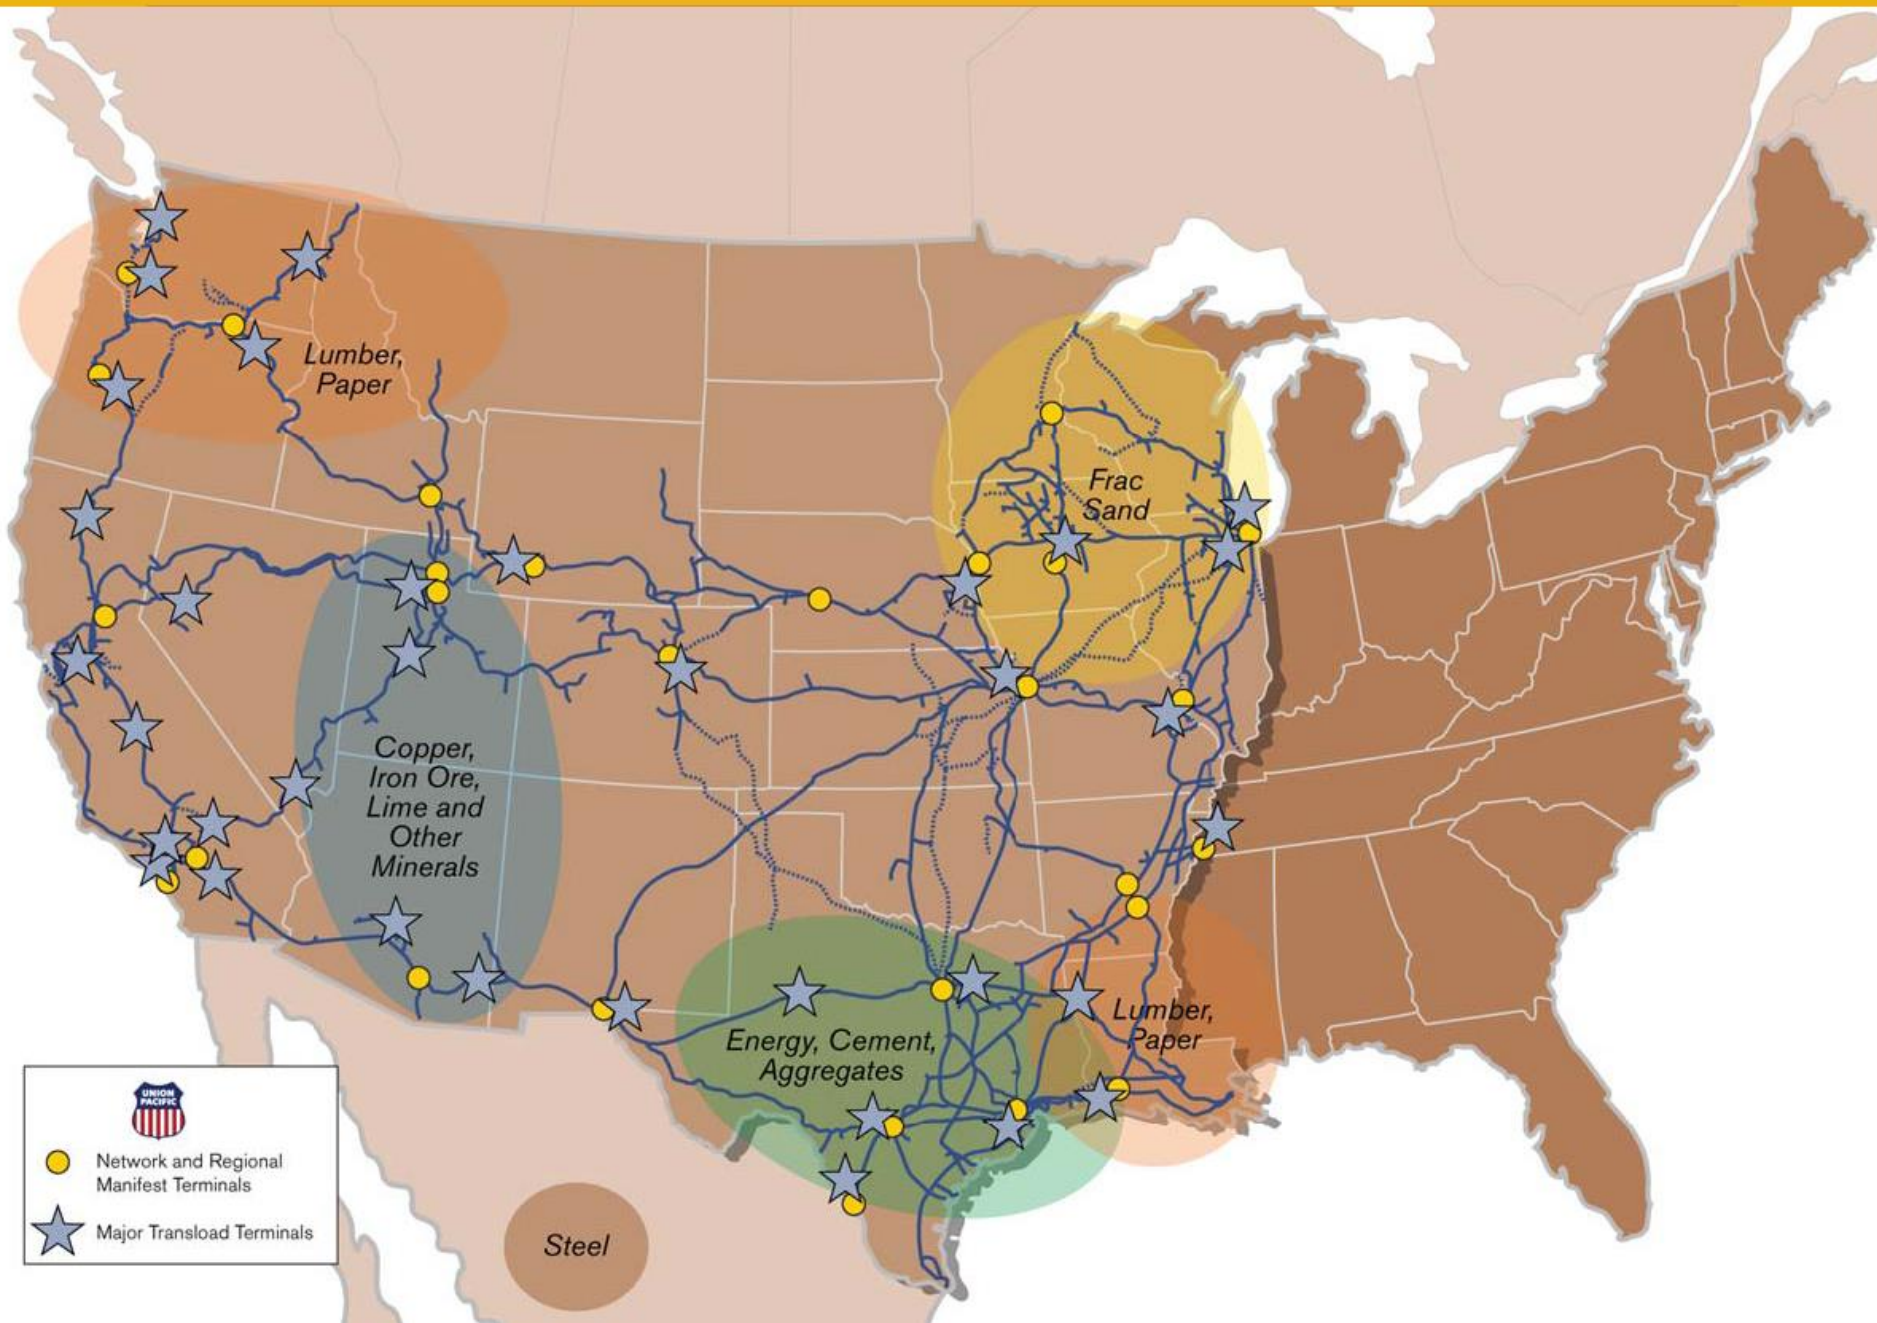 Lumber,
Paper
Frac
Sand
Copper,
Iron Ore,
Lime and
Other
Minerals
Lumber,
Paper
Energy, Cement,
Aggregates
UNION
PACIFIC
Network and Regional
Manifest Terminals
Major Transload Terminals
Steel